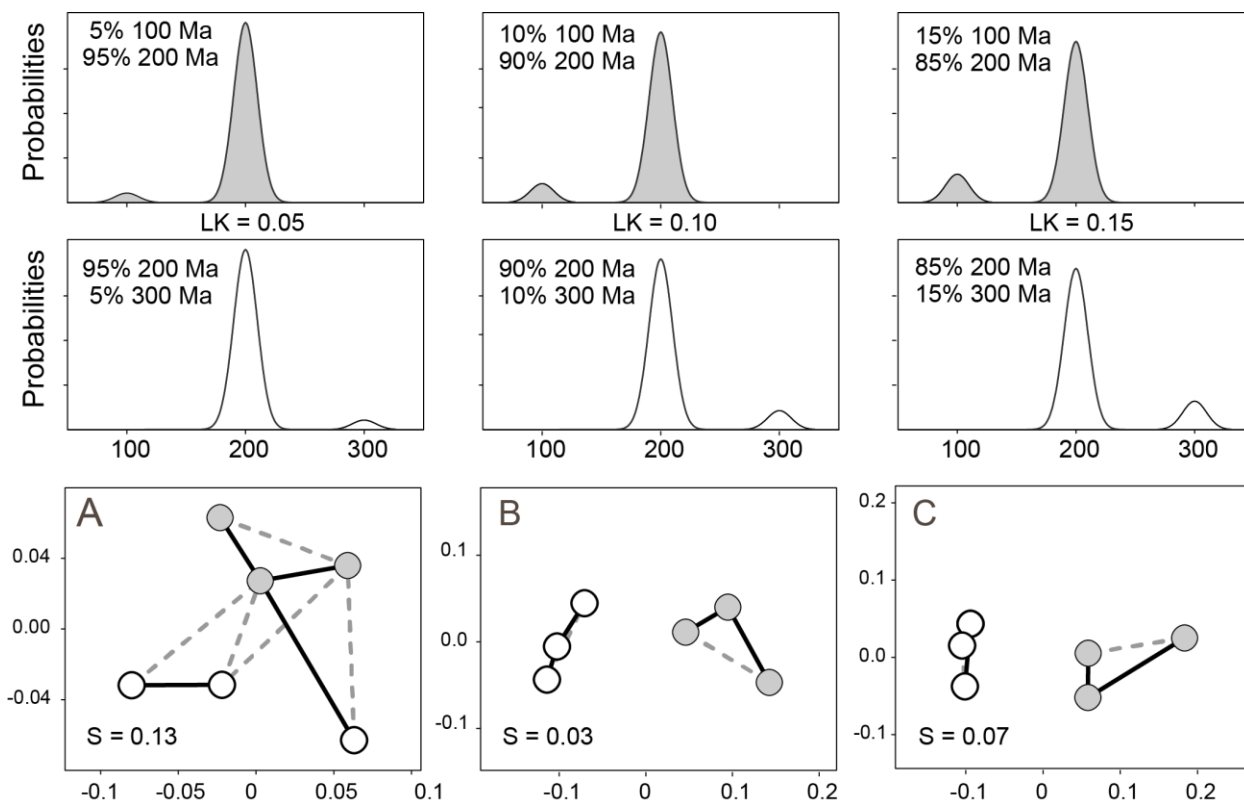 Probabilities
5% 100 Ma
95% 200 Ma
10% 100 Ma
90% 200 Ma
15% 100 Ma
85% 200 Ma
LK = 0.05
LK = 0.10
LK = 0.15
Probabilities
95% 200 Ma
5% 300 Ma
90% 200 Ma
10% 300 Ma
85% 200 Ma
15% 300 Ma
100 200 300
100 200 300
100 200 300
A
0.04
0.00
-0.04
S = 0.13
-0.1 -0.05 0 0.05 0.1
B
0.1
0.0
-0.1
S = 0.03
-0.1 0 0.1 0.2
C
0.2
0.1
0.0
-0.1
S = 0.07
-0.1 0 0.1 0.2